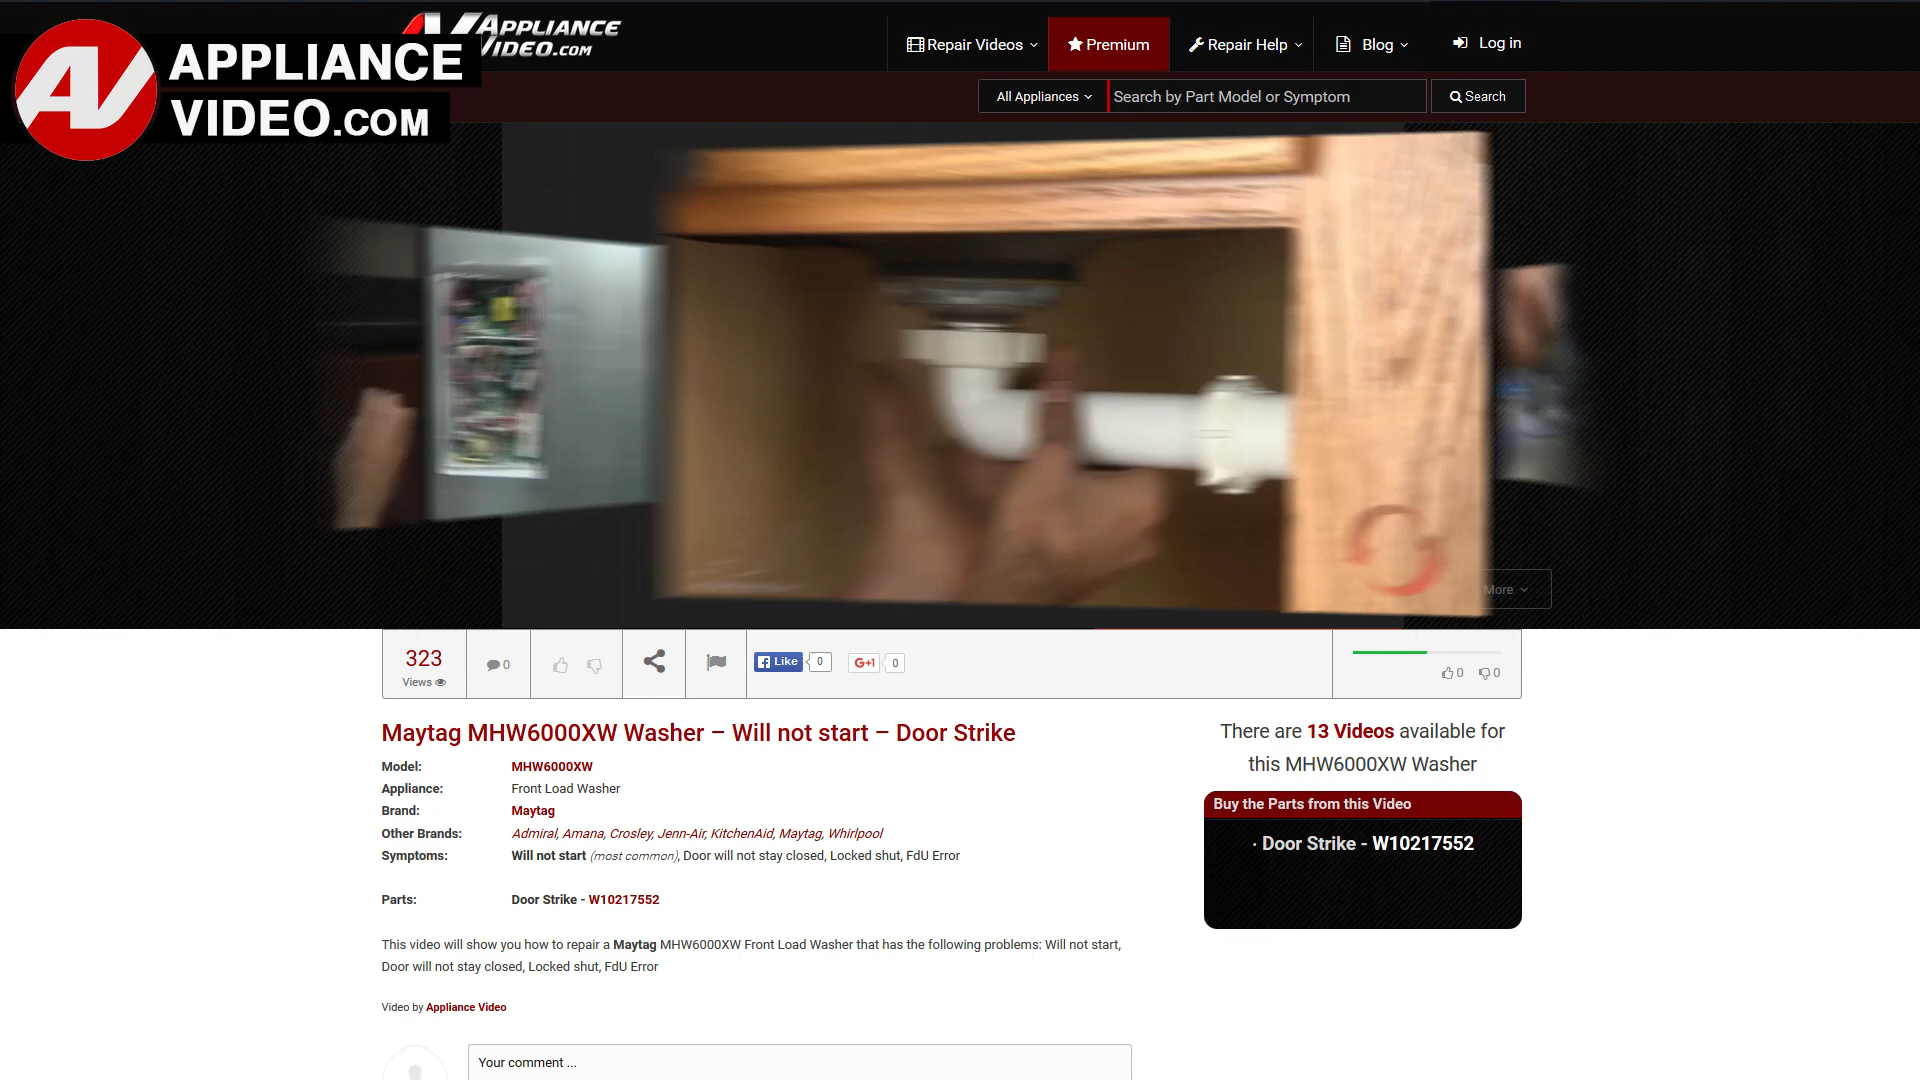 APPLIANCE
VIDEO.COM
AV
APPLIANCE
VIDEO.COM
Repair Videos
Premium
Repair Help
Blog
Log in
All Appliances
Search by Part Model or Symptom
Search
More
323
Views
0
Like
0
G+1
0
0
0
Maytag MHW6000XW Washer – Will not start – Door Strike
Model: MHW6000XW
Appliance: Front Load Washer
Brand: Maytag
Other Brands: Admiral, Amana, Crosley, Jenn-Air, KitchenAid, Maytag, Whirlpool
Symptoms: Will not start (most common), Door will not stay closed, Locked shut, FdU Error
Parts: Door Strike - W10217552
This video will show you how to repair a Maytag MHW6000XW Front Load Washer that has the following problems: Will not start,
Door will not stay closed, Locked shut, FdU Error
Video by Appliance Video
Your comment ...
There are 13 Videos available for
this MHW6000XW Washer
Buy the Parts from this Video
· Door Strike - W10217552